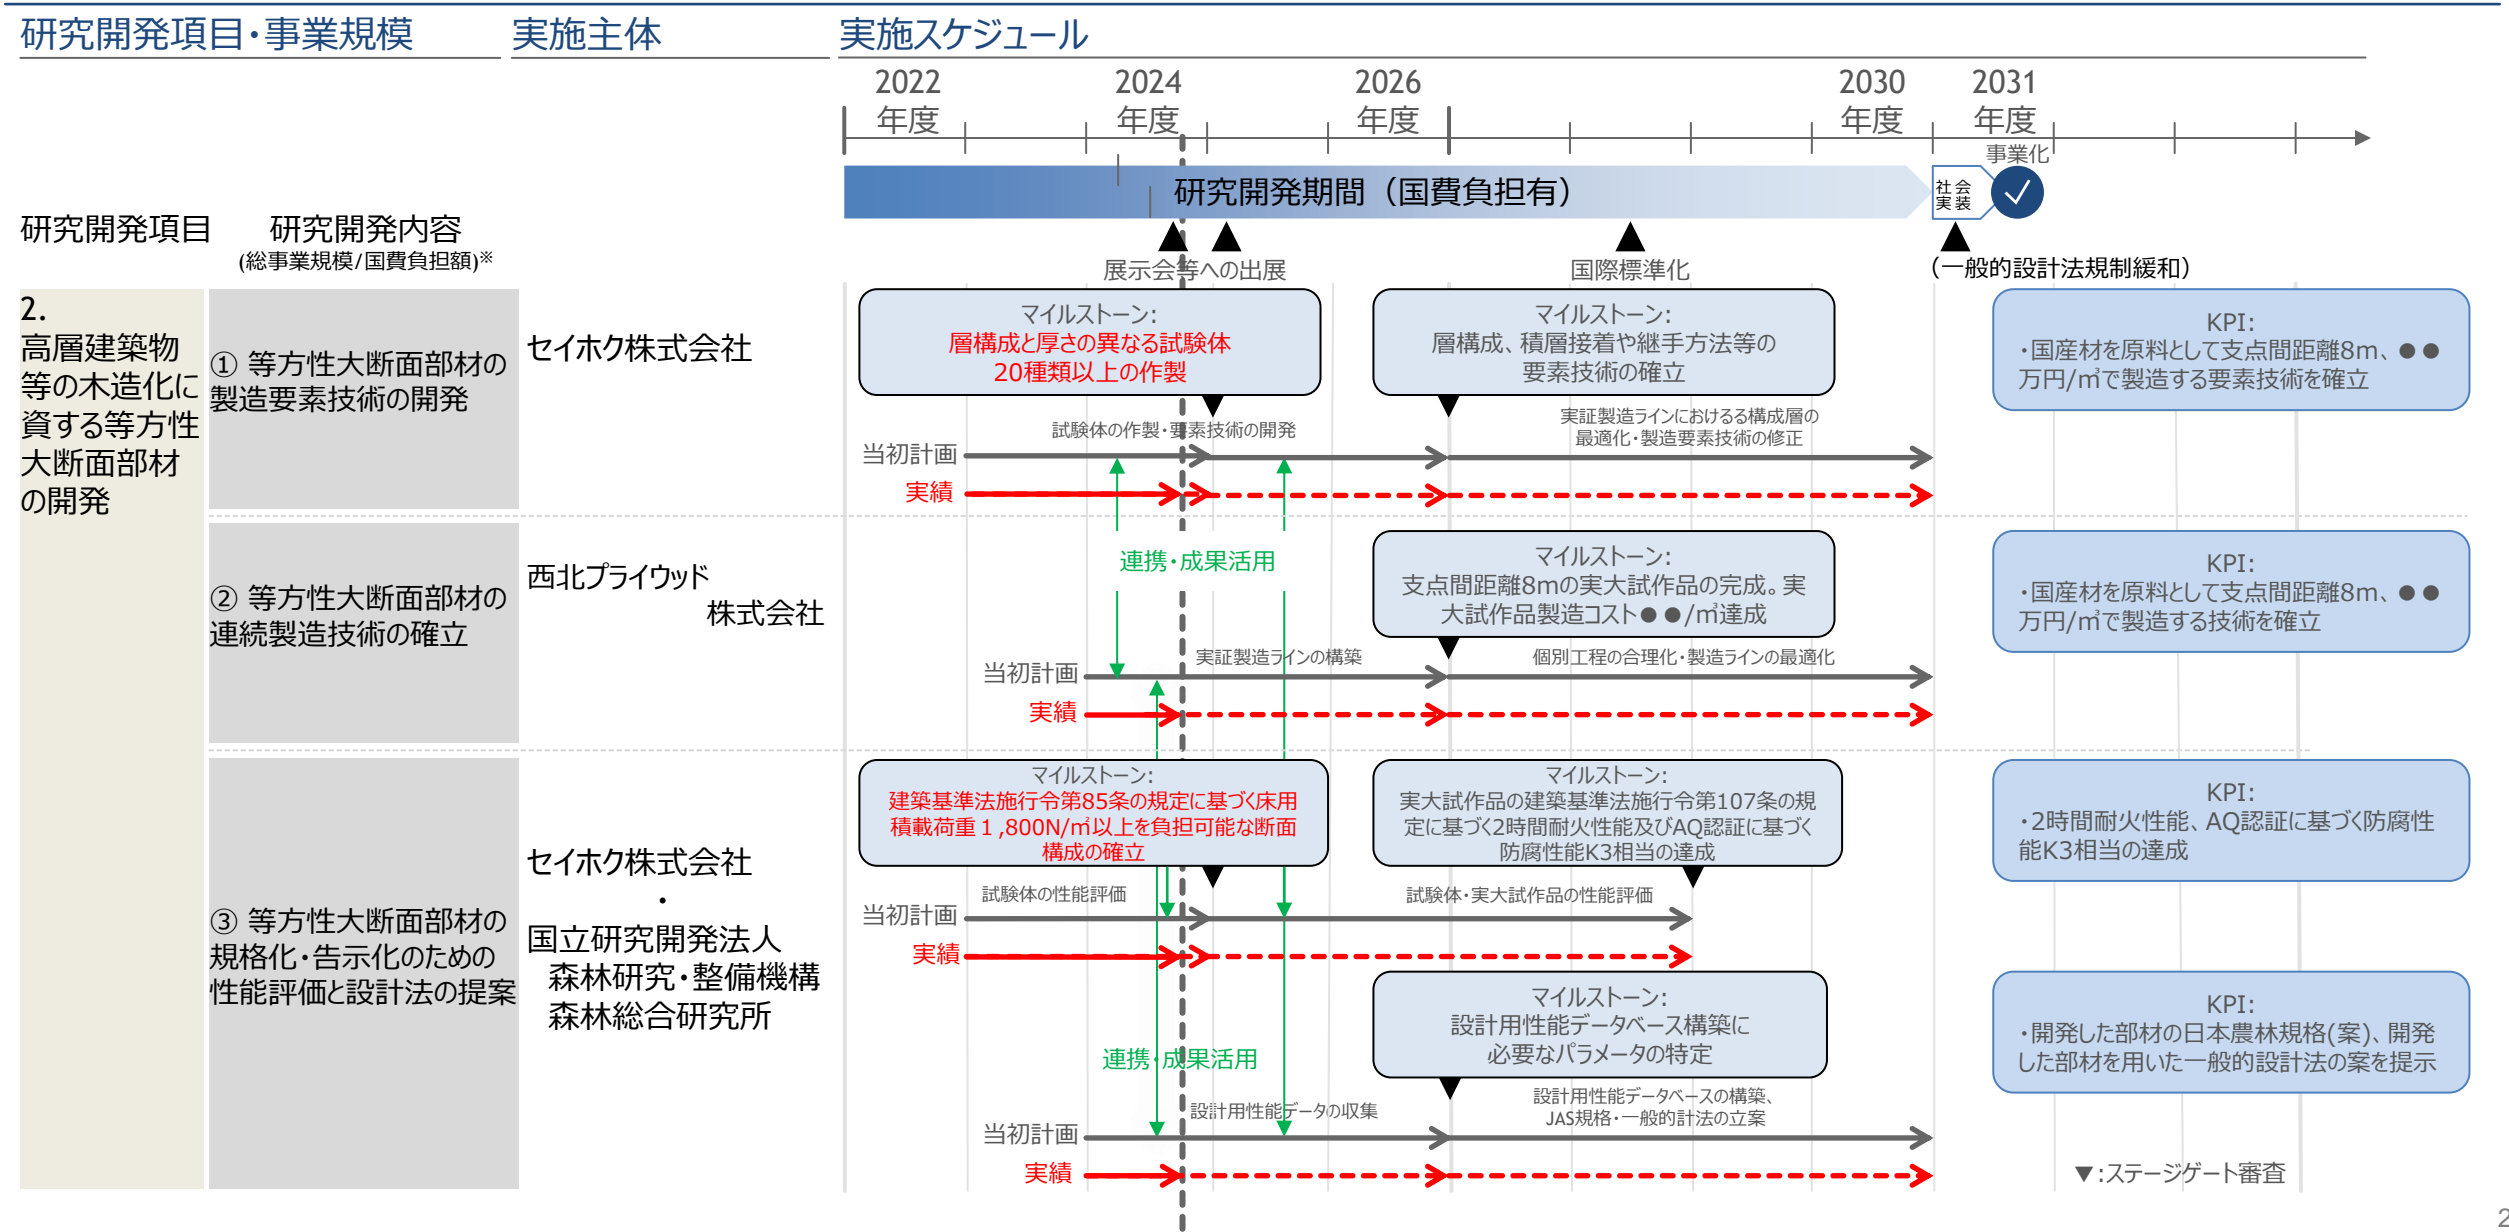 研究開発項目・事業規模
実施主体
実施スケジュール
2022
年度
2024
年度
2026
年度
2030
年度
2031
年度
事業化
研究開発期間（国費負担有）
社会
実装
研究開発項目
研究開発内容
(総事業規模/国費負担額)※
展示会等への出展
国際標準化
（一般的設計法規制緩和）
2.
高層建築物
等の木造化に
資する等方性
大断面部材
の開発
① 等方性大断面部材の
製造要素技術の開発
セイホク株式会社
マイルストーン:
層構成と厚さの異なる試験体
20種類以上の作製
マイルストーン:
層構成、積層接着や継手方法等の
要素技術の確立
KPI:
・国産材を原料として支点間距離8m、●●
万円/㎥で製造する要素技術を確立
試験体の作製・要素技術の開発
実証製造ラインにおけるる構成層の
最適化・製造要素技術の修正
当初計画
実績
② 等方性大断面部材の
連続製造技術の確立
西北プライウッド
株式会社
連携・成果活用
マイルストーン:
支点間距離8mの実大試作品の完成。実
大試作品製造コスト●●/㎥達成
KPI:
・国産材を原料として支点間距離8m、●●
万円/㎥で製造する技術を確立
実証製造ラインの構築
個別工程の合理化・製造ラインの最適化
当初計画
実績
③ 等方性大断面部材の
規格化・告示化のための
性能評価と設計法の提案
セイホク株式会社
・
国立研究開発法人
森林研究・整備機構
森林総合研究所
マイルストーン:
建築基準法施行令第85条の規定に基づく床用
積載荷重１,800N/㎡以上を負担可能な断面
構成の確立
マイルストーン:
実大試作品の建築基準法施行令第107条の規
定に基づく2時間耐火性能及びAQ認証に基づく
防腐性能K3相当の達成
KPI:
・2時間耐火性能、AQ認証に基づく防腐性
能K3相当の達成
試験体の性能評価
試験体・実大試作品の性能評価
当初計画
実績
マイルストーン:
設計用性能データベース構築に
必要なパラメータの特定
KPI:
・開発した部材の日本農林規格(案)、開発
した部材を用いた一般的設計法の案を提示
連携・成果活用
設計用性能データの収集
設計用性能データベースの構築、
JAS規格・一般的計法の立案
当初計画
実績
▼:ステージゲート審査
2